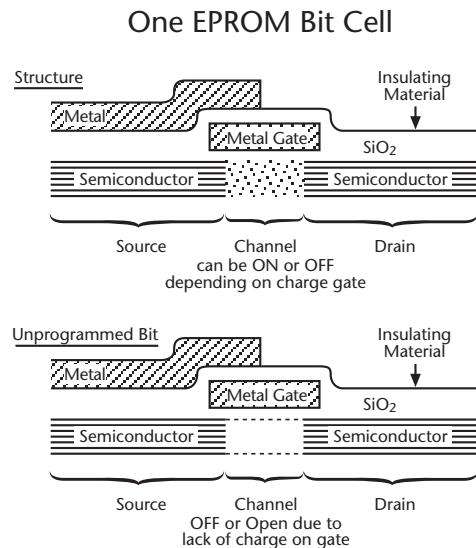 One EPROM Bit Cell
Structure
Insulating
Material
Metal
Metal Gate
SiO₂
Semiconductor
Semiconductor
Source
Channel
Drain
can be ON or OFF
depending on charge gate
Unprogrammed Bit
Insulating
Material
Metal
Metal Gate
SiO₂
Semiconductor
Semiconductor
Source
Channel
Drain
OFF or Open due to
lack of charge on gate